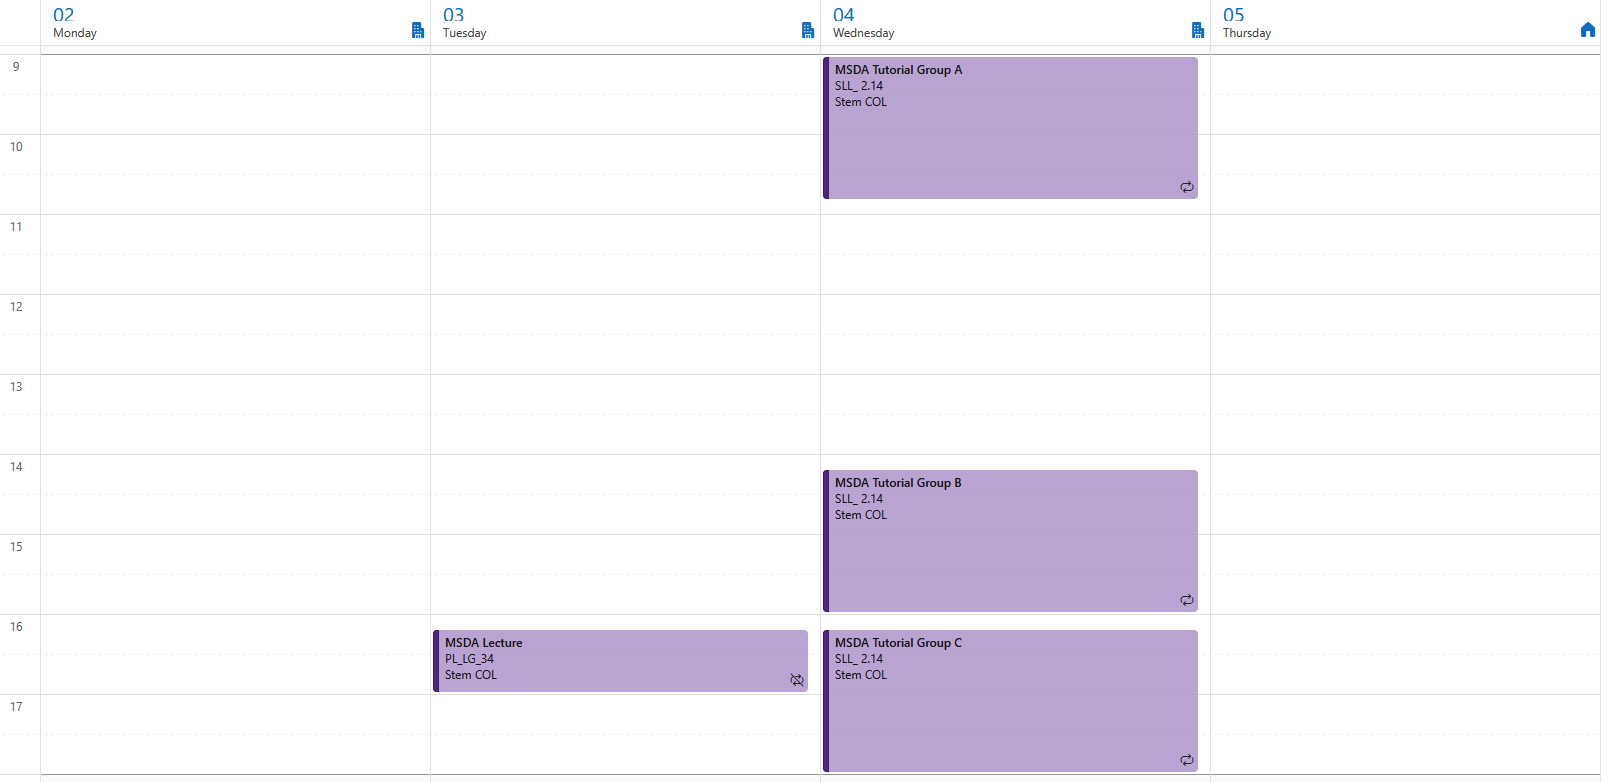 02
Monday
03
Tuesday
04
Wednesday
05
Thursday
9
10
11
12
13
14
15
16
17
MSDA Lecture
PL_LG_34
Stem COL
MSDA Tutorial Group A
SLL_ 2.14
Stem COL
MSDA Tutorial Group B
SLL_ 2.14
Stem COL
MSDA Tutorial Group C
SLL_ 2.14
Stem COL